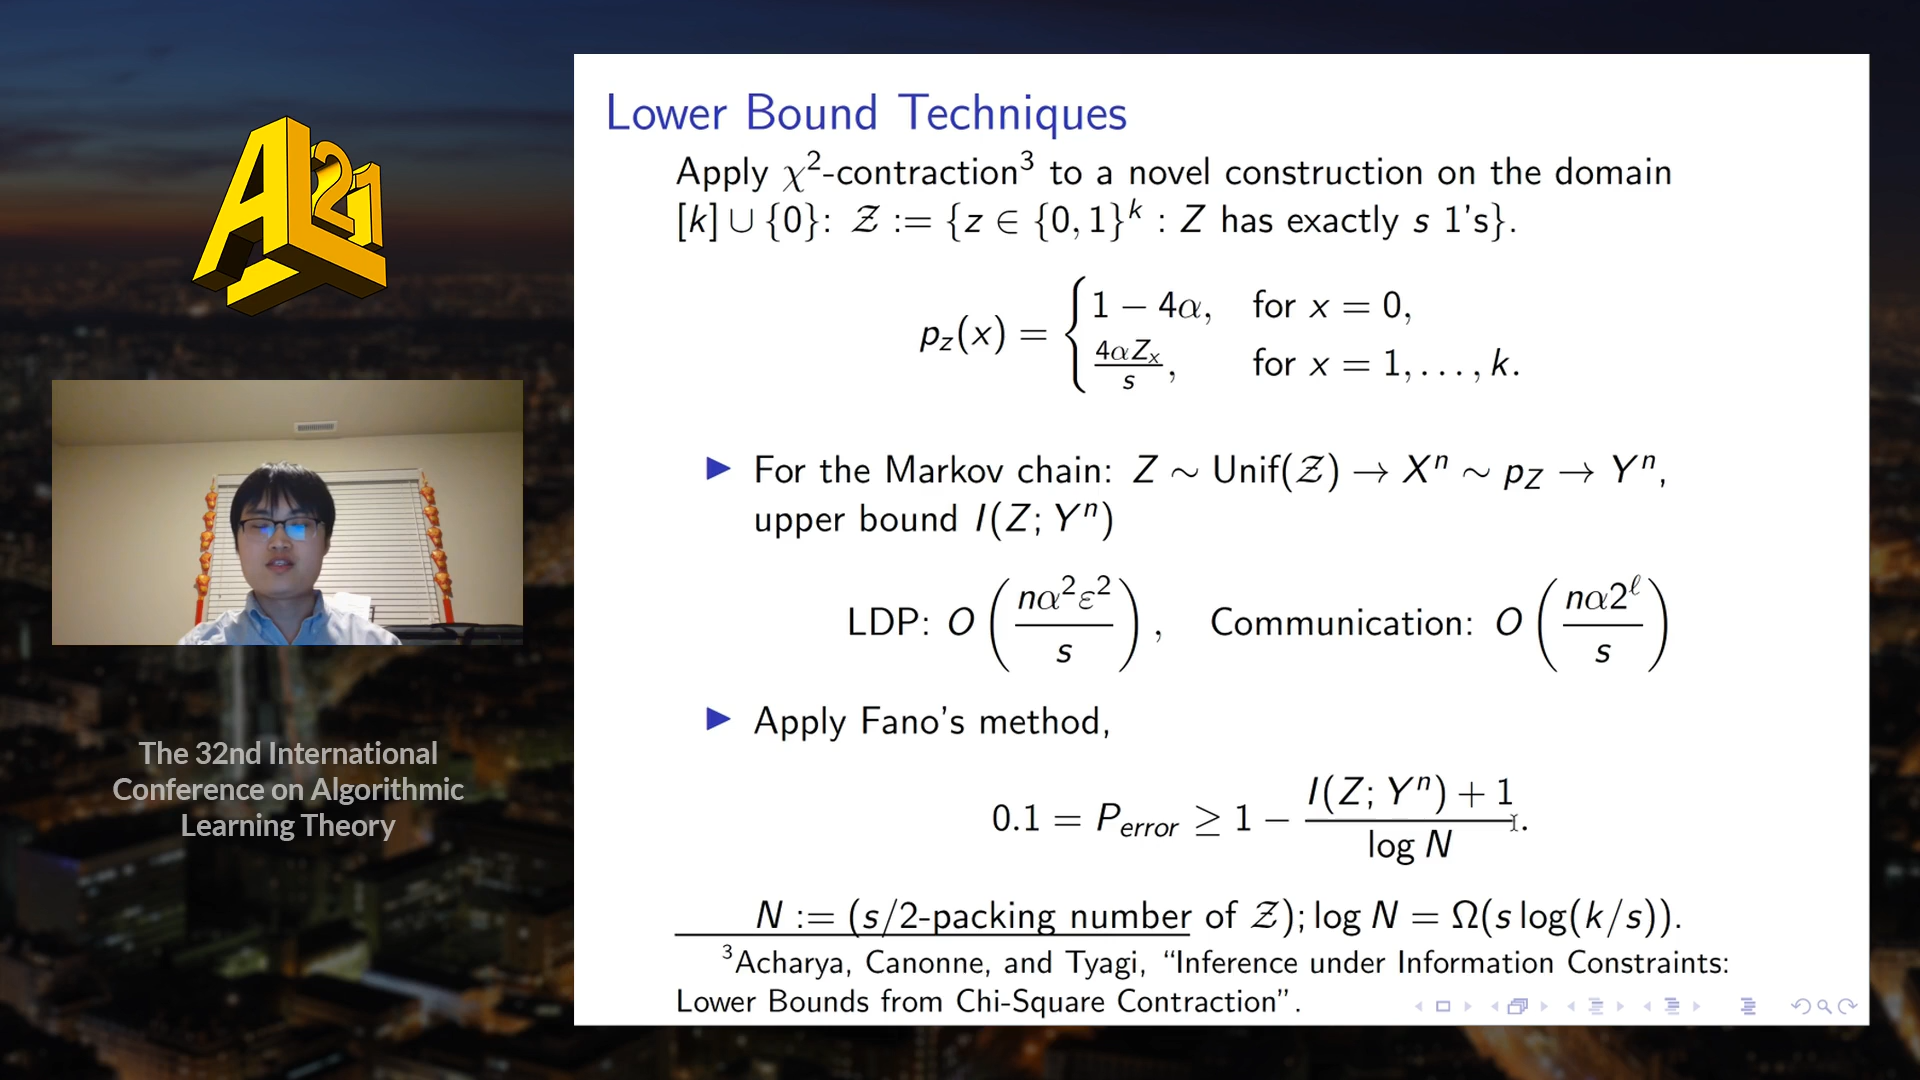 AL
21
The 32nd International
Conference on Algorithmic
Learning Theory
Lower Bound Techniques
Apply χ²-contraction³ to a novel construction on the domain
[k] ∪ {0}: 𝒵 := {z ∈ {0, 1}^k : Z has exactly s 1's}.
p_z(x) = { 1 − 4α, for x = 0,
4αZ_x/s, for x = 1, . . . , k.
▶ For the Markov chain: Z ∼ Unif(𝒵) → X^n ∼ p_Z → Y^n,
upper bound I(Z; Y^n)
LDP: O(nα²ε²/s), Communication: O(nα2^ℓ/s)
▶ Apply Fano's method,
0.1 = P_error ≥ 1 − (I(Z; Y^n) + 1)/log N.
N := (s/2-packing number of 𝒵); log N = Ω(s log(k/s)).
³Acharya, Canonne, and Tyagi, “Inference under Information Constraints:
Lower Bounds from Chi-Square Contraction”.